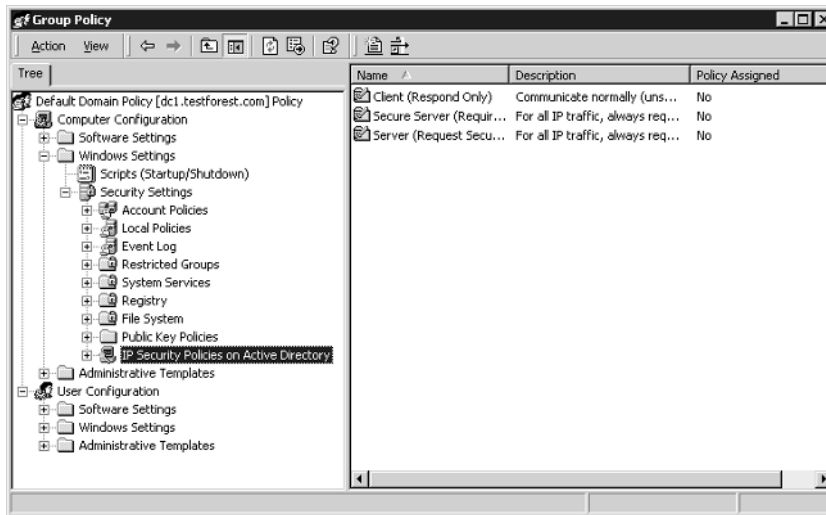 Group Policy
Action View
Tree
Name Description Policy Assigned
Default Domain Policy [dc1.testforest.com] Policy
Computer Configuration
Software Settings
Windows Settings
Scripts (Startup/Shutdown)
Security Settings
Account Policies
Local Policies
Event Log
Restricted Groups
System Services
Registry
File System
Public Key Policies
IP Security Policies on Active Directory
Administrative Templates
User Configuration
Software Settings
Windows Settings
Administrative Templates
Client (Respond Only) Communicate normally (uns... No
Secure Server (Requir... For all IP traffic, always req... No
Server (Request Secu... For all IP traffic, always req... No